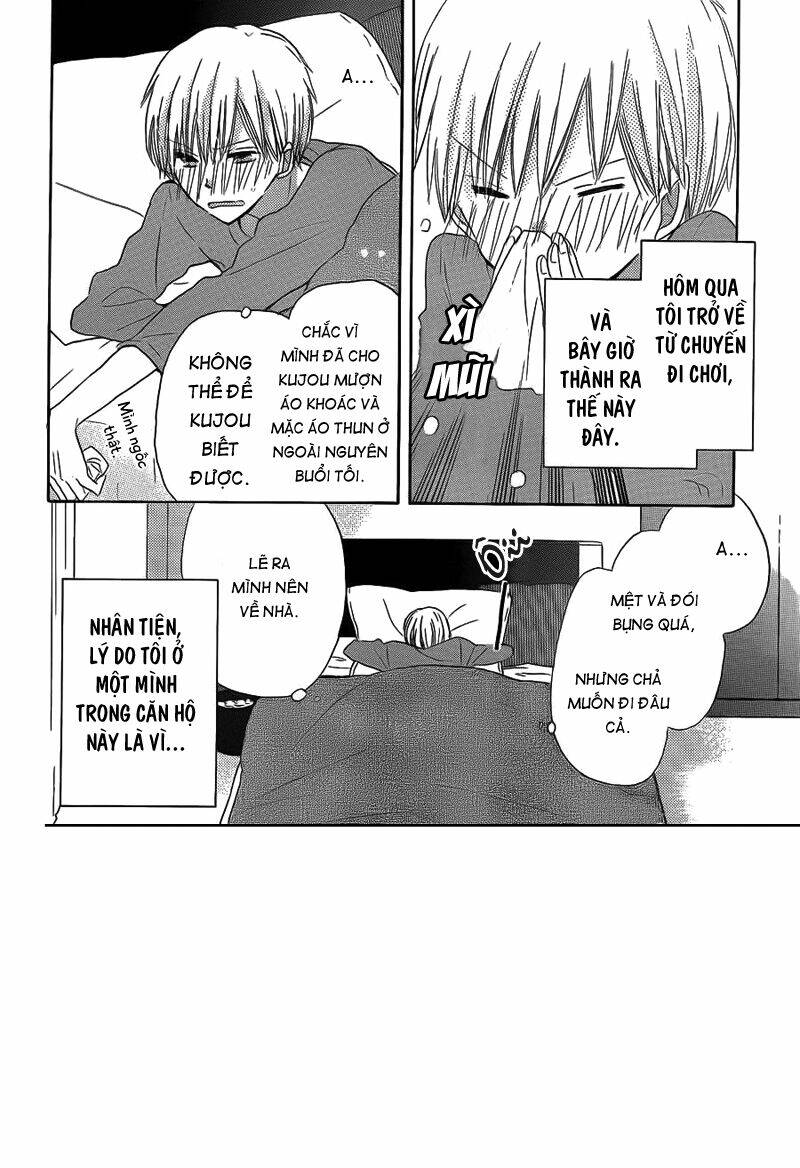 HÔM QUA
TÔI TRỞ VỀ
TỪ CHUYẾN
ĐI CHƠI,
VÀ
BÂY GIỜ
THÀNH RA
THẾ NÀY
ĐÂY.
XÌ
MŨI
A...
CHẮC VÌ
MÌNH ĐÃ CHO
KUJOU MƯỢN
ÁO KHOÁC VÀ
MẶC ÁO THUN Ở
NGOÀI NGUYÊN
BUỔI TỐI.
KHÔNG
THỂ ĐỂ
KUJOU
BIẾT
ĐƯỢC.
Mình ngốc
thật.
A...
MỆT VÀ ĐÓI
BỤNG QUÁ,
NHƯNG CHẢ
MUỐN ĐI ĐÂU
CẢ.
LẼ RA
MÌNH NÊN
VỀ NHÀ.
NHÂN TIỆN,
LÝ DO TÔI Ở
MỘT MÌNH
TRONG CĂN HỘ
NÀY LÀ VÌ...